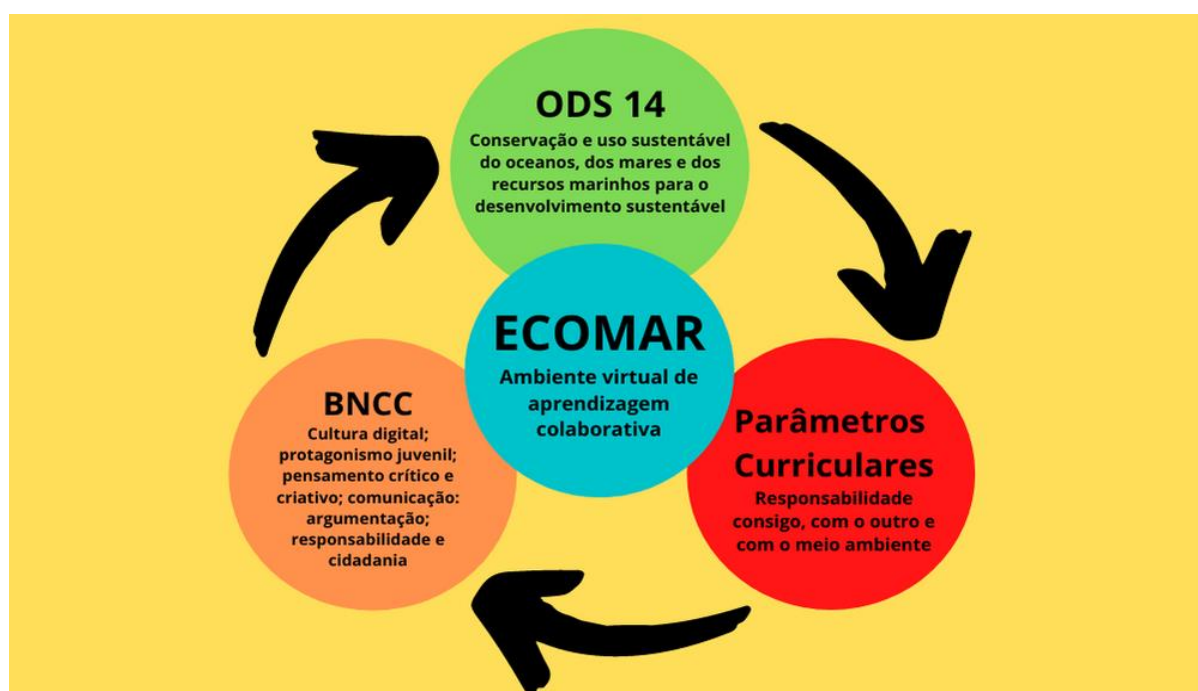 ODS 14
Conservação e uso sustentável
do oceanos, dos mares e dos
recursos marinhos para o
desenvolvimento sustentável
ECOMAR
Ambiente virtual de
aprendizagem
colaborativa
BNCC
Cultura digital;
protagonismo juvenil;
pensamento crítico e
criativo; comunicação:
argumentação;
responsabilidade e
cidadania
Parâmetros
Curriculares
Responsabilidade
consigo, com o outro e
com o meio ambiente